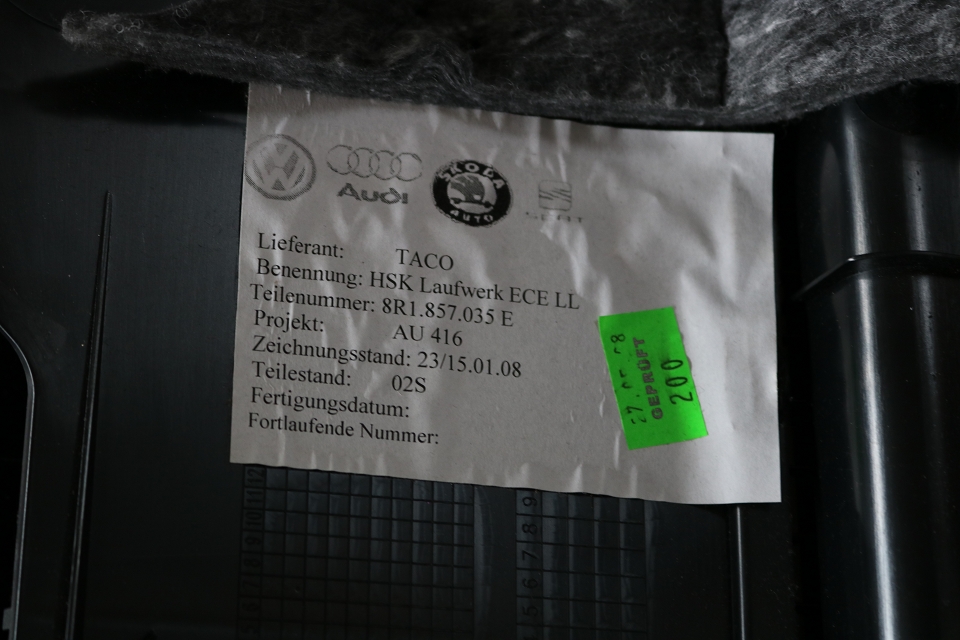 Audi
ŠKODA
AUTO
SEAT
Lieferant: TACO
Benennung: HSK Laufwerk ECE LL
Teilenummer: 8R1.857.035 E
Projekt: AU 416
Zeichnungsstand: 23/15.01.08
Teilestand: 02S
Fertigungsdatum:
Fortlaufende Nummer:
GEPRÜFT
200